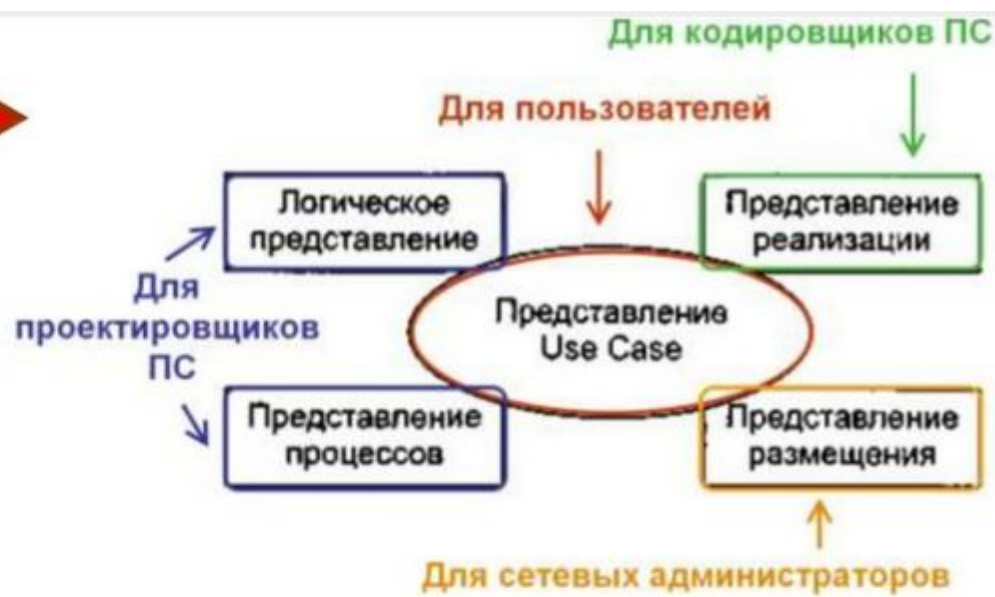 Для кодировщиков ПС
Для пользователей
Логическое
представление
Представление
реализации
Для
проектировщиков
ПС
Представление
Use Case
Представление
процессов
Представление
размещения
Для сетевых администраторов